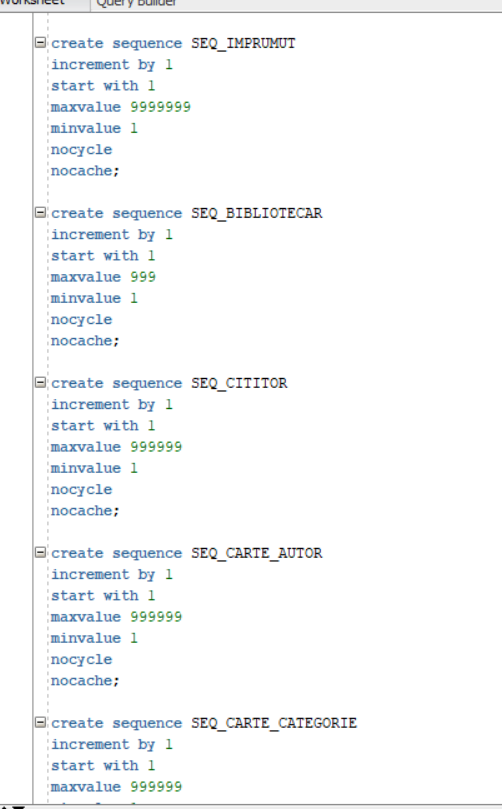 Worksheet Query Builder
create sequence SEQ_IMPRUMUT
increment by 1
start with 1
maxvalue 9999999
minvalue 1
nocycle
nocache;
create sequence SEQ_BIBLIOTECAR
increment by 1
start with 1
maxvalue 999
minvalue 1
nocycle
nocache;
create sequence SEQ_CITITOR
increment by 1
start with 1
maxvalue 999999
minvalue 1
nocycle
nocache;
create sequence SEQ_CARTE_AUTOR
increment by 1
start with 1
maxvalue 999999
minvalue 1
nocycle
nocache;
create sequence SEQ_CARTE_CATEGORIE
increment by 1
start with 1
maxvalue 999999